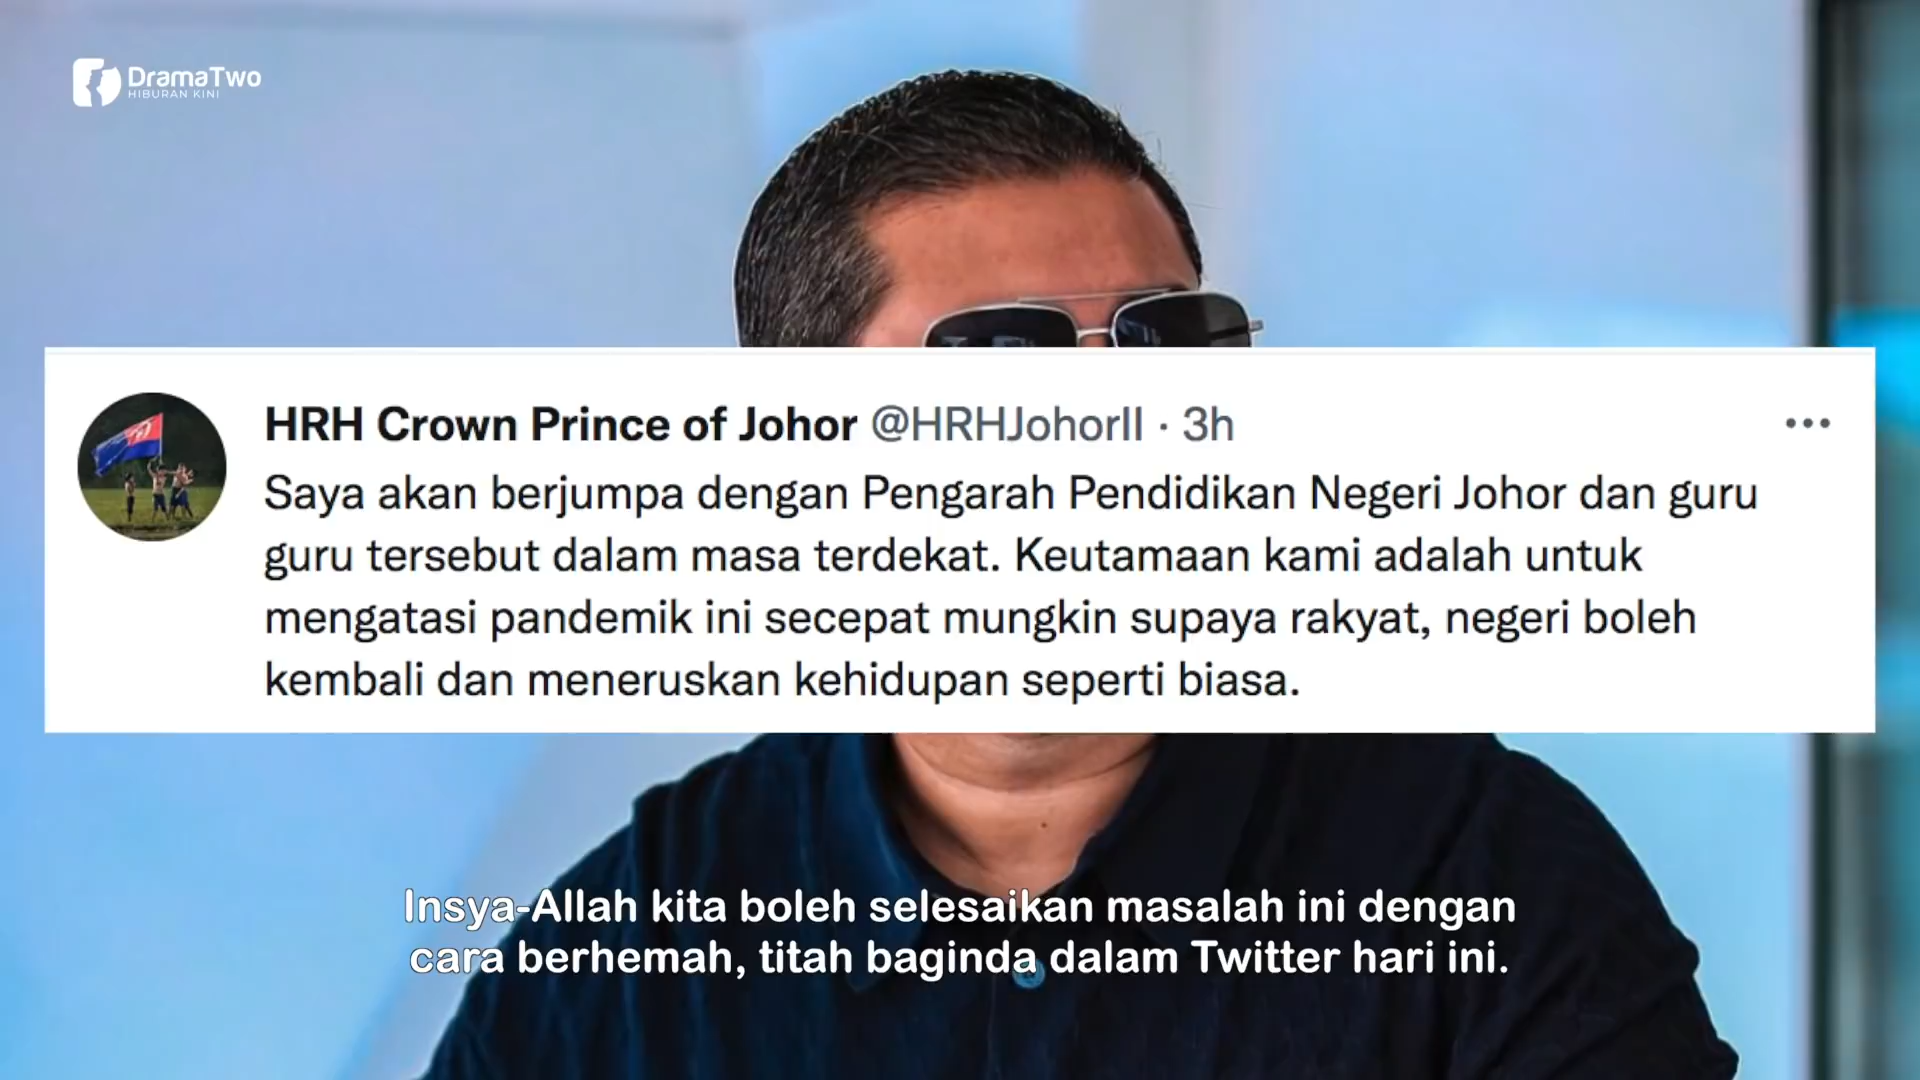 DramaTwo
HIBURAN KINI
HRH Crown Prince of Johor @HRHJohorII · 3h
Saya akan berjumpa dengan Pengarah Pendidikan Negeri Johor dan guru
guru tersebut dalam masa terdekat. Keutamaan kami adalah untuk
mengatasi pandemik ini secepat mungkin supaya rakyat, negeri boleh
kembali dan meneruskan kehidupan seperti biasa.
Insya-Allah kita boleh selesaikan masalah ini dengan
cara berhemah, titah baginda dalam Twitter hari ini.